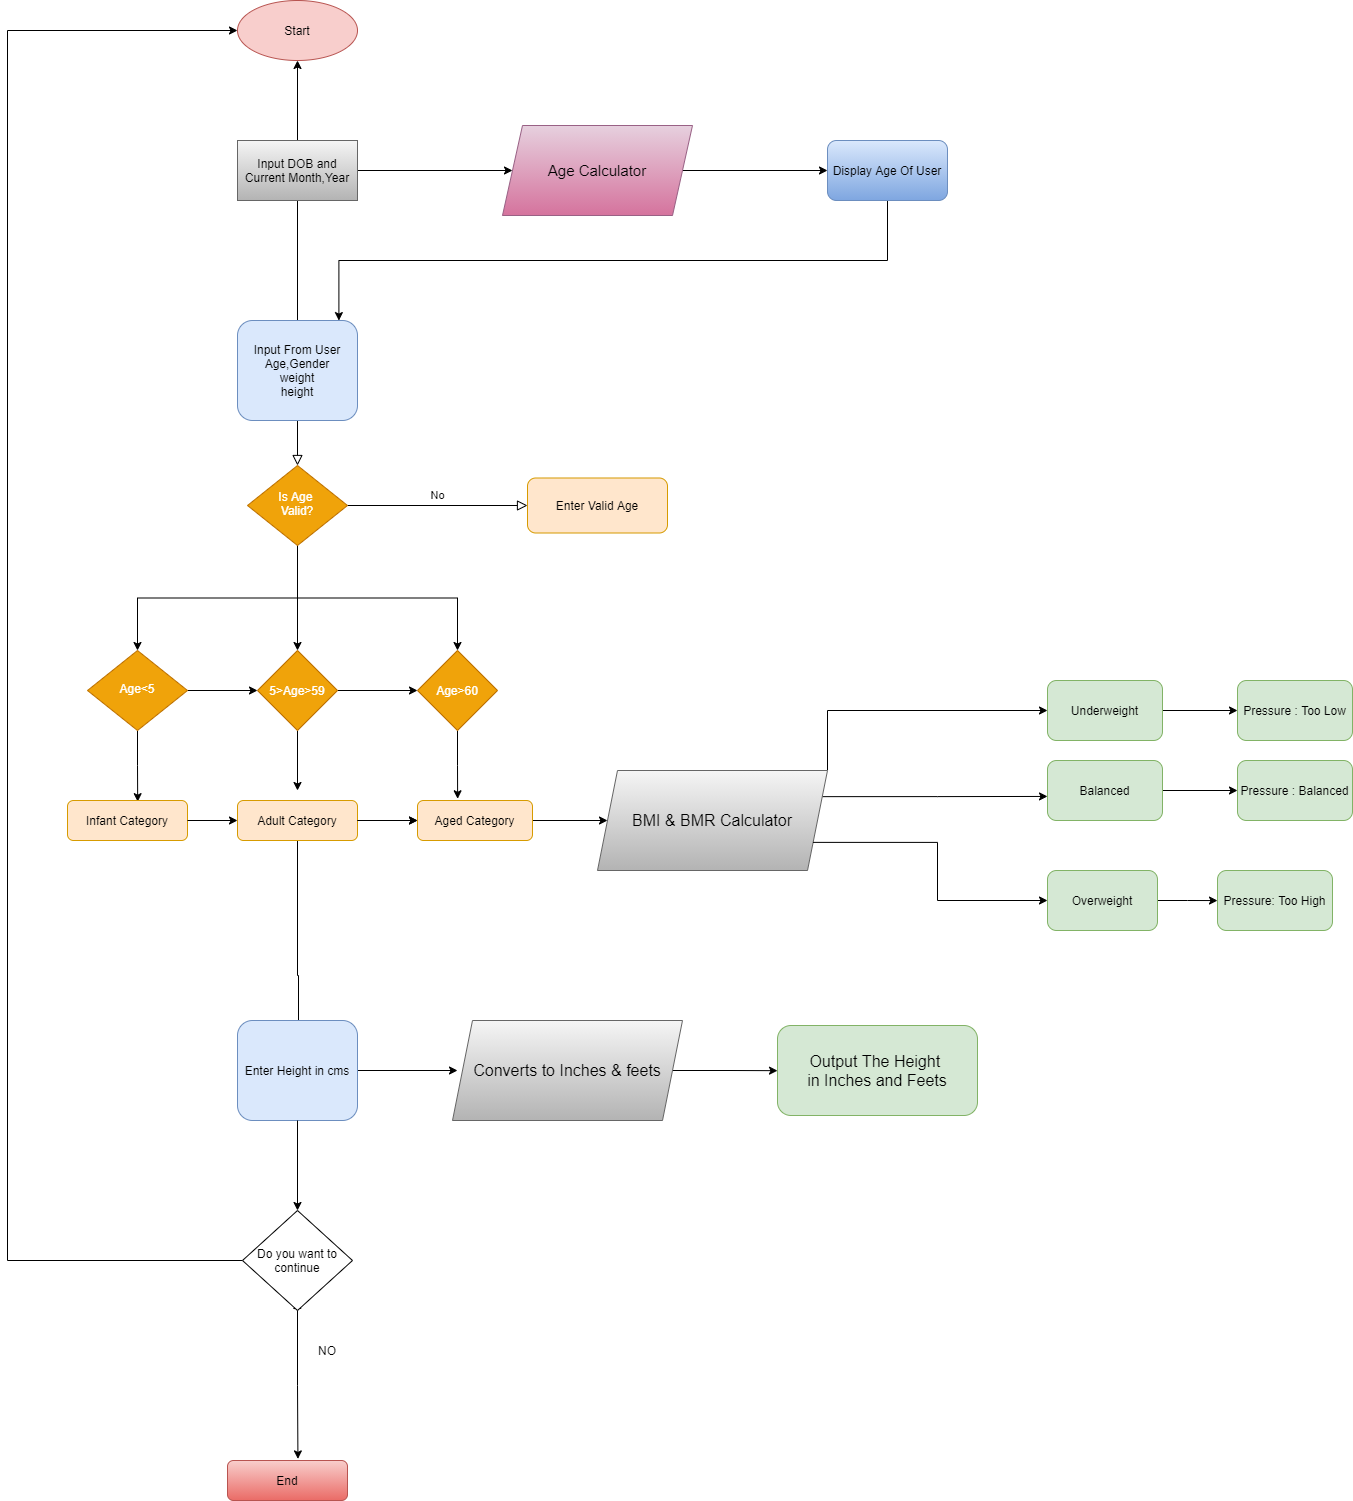 Start
Input DOB and
Current Month,Year
Age Calculator
Display Age Of User
Input From User
Age,Gender
weight
height
Is Age
Valid?
No
Enter Valid Age
Age<5
5>Age>59
Age>60
Underweight
Pressure : Too Low
Balanced
Pressure : Balanced
Infant Category
Adult Category
Aged Category
BMI & BMR Calculator
Overweight
Pressure: Too High
Enter Height in cms
Converts to Inches & feets
Output The Height
in Inches and Feets
Do you want to
continue
NO
End